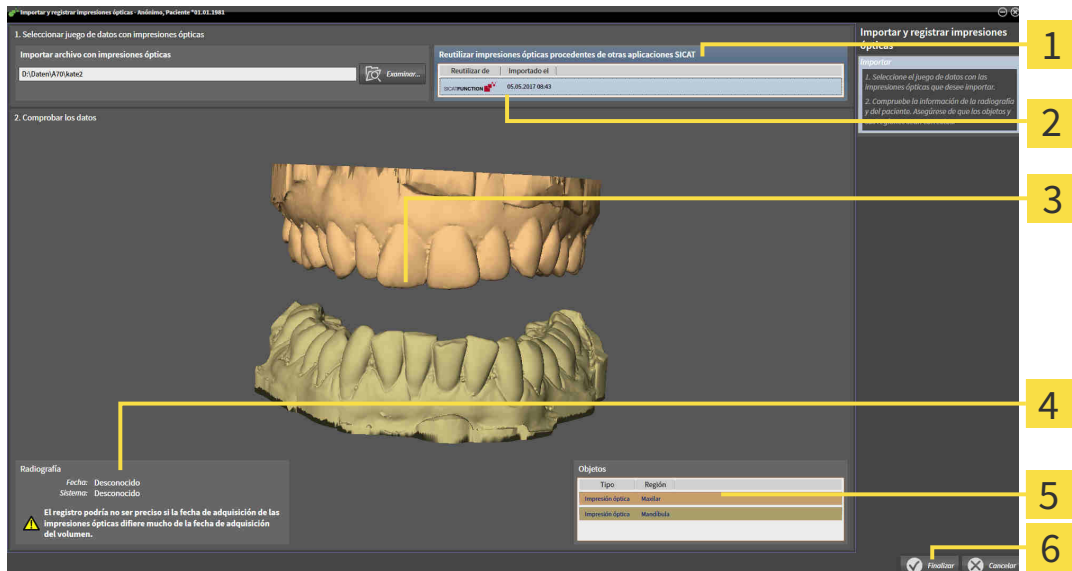 Importar y registrar impresiones ópticas - Anónimo, Paciente *01.01.1981
1. Seleccionar juego de datos con impresiones ópticas
Importar archivo con impresiones ópticas
D:\Daten\A70\kate2
Examinar...
Reutilizar impresiones ópticas procedentes de otras aplicaciones SICAT
Reutilizar de
Importado el
SICAT FUNCTION
05.05.2017 08:43
Importar y registrar impresiones
ópticas
Importar
1. Seleccione el juego de datos con las
impresiones ópticas que desee importar.
2. Compruebe la información de la radiografía
y del paciente. Asegúrese de que los objetos y
1
2
2. Comprobar los datos
3
4
Radiografía
Fecha: Desconocido
Sistema: Desconocido
El registro podría no ser preciso si la fecha de adquisición de las
impresiones ópticas difiere mucho de la fecha de adquisición
del volumen.
Objetos
Tipo
Región
Impresión óptica Maxilar
Impresión óptica Mandíbula
5
6
Finalizar
Cancelar